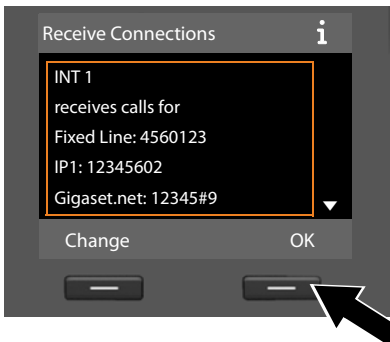 Receive Connections i
INT 1
receives calls for
Fixed Line: 4560123
IP1: 12345602
Gigaset.net: 12345#9
Change OK